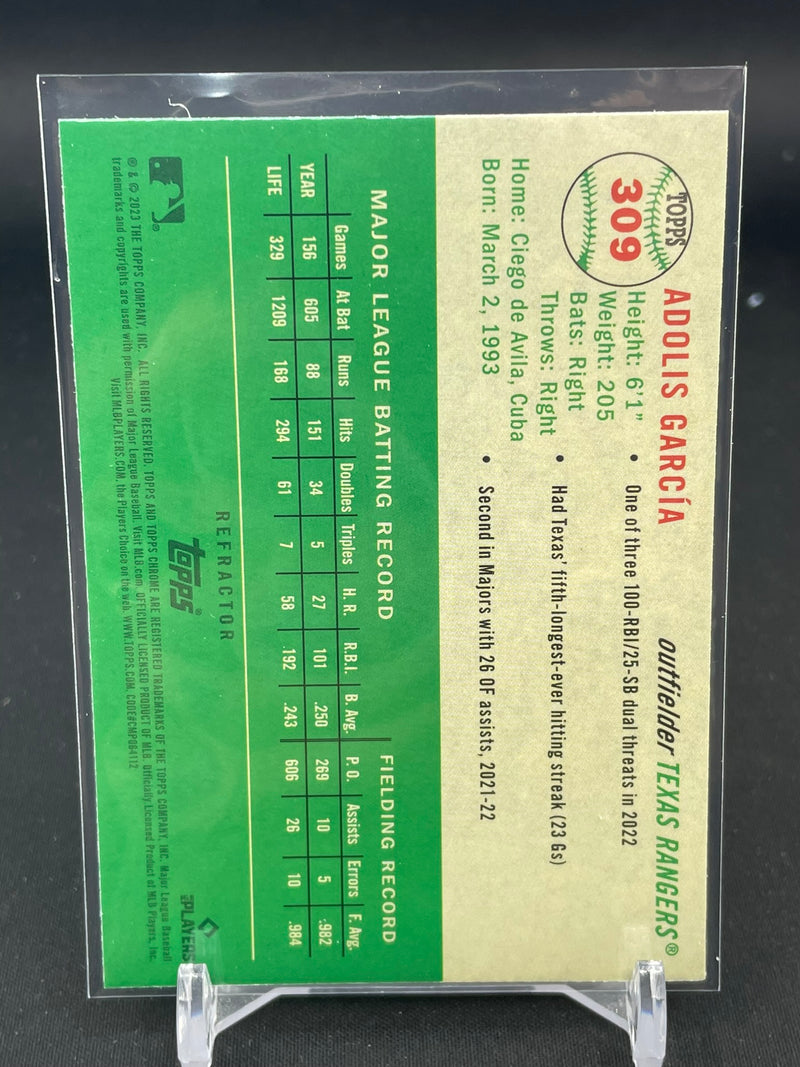 TOPPS
309
ADOLIS GARCÍA
outfielder TEXAS RANGERS®
Height: 6'1"
Weight: 205
Bats: Right
Throws: Right
Home: Ciego de Avila, Cuba
Born: March 2, 1993
• One of three 100-RBI/25-SB dual threats in 2022
• Had Texas' fifth-longest-ever hitting streak (23 Gs)
• Second in Majors with 26 OF assists, 2021-22
MAJOR LEAGUE BATTING RECORD FIELDING RECORD
Games At Bat Runs Hits Doubles Triples H. R. R.B.I. B. Avg. P. O. Assists Errors F. Avg.
YEAR 156 605 88 151 34 5 27 101 .250 269 10 5 .982
LIFE 329 1209 168 294 61 7 58 .192 .243 606 26 10 .984
REFRACTOR
topps®
PLAYERS
® & © 2023 THE TOPPS COMPANY, INC. ALL RIGHTS RESERVED. TOPPS AND TOPPS CHROME ARE REGISTERED TRADEMARKS OF THE TOPPS COMPANY, INC. Major League Baseball
trademarks and copyrights are used with permission of Major League Baseball. Visit MLB.com OFFICIALLY LICENSED PRODUCT OF MLB. Officially Licensed Product of MLB Players, Inc.
Visit MLBPLAYERS.COM, the Players Choice on the web. WWW.TOPPS.COM. CODE#CMP064112